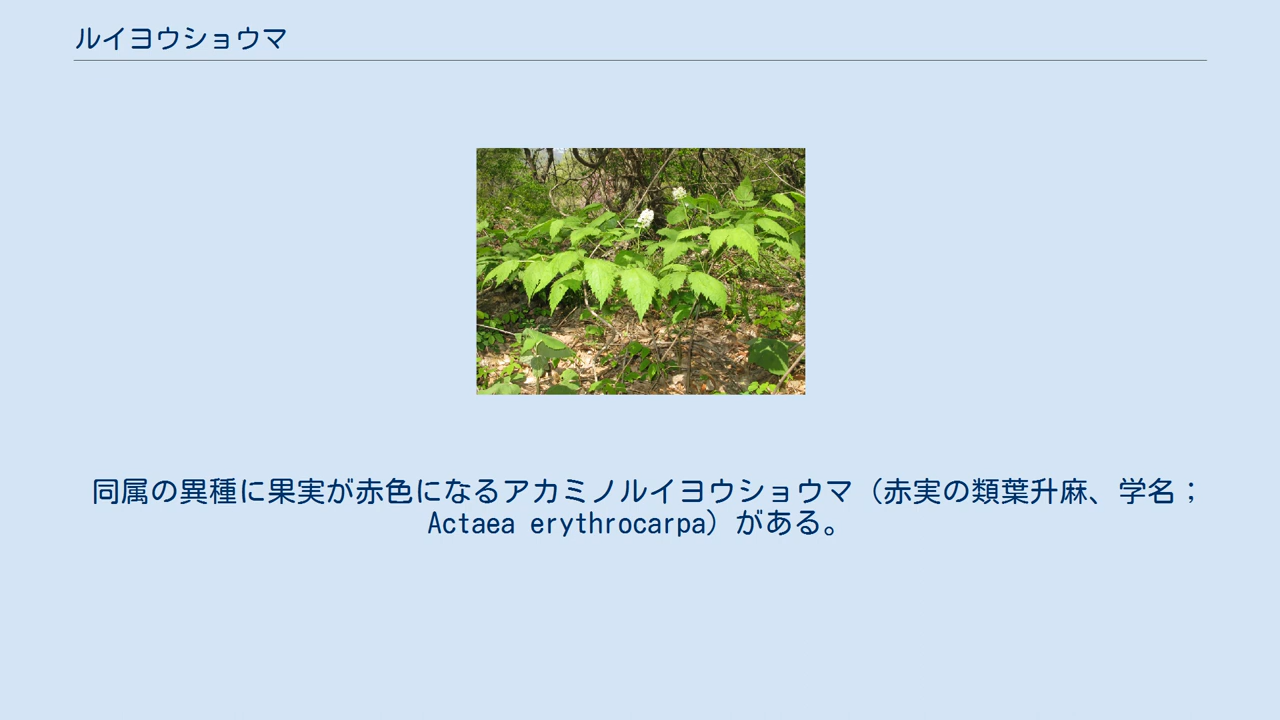 ルイヨウショウマ
同属の異種に果実が赤色になるアカミノルイヨウショウマ（赤実の類葉升麻、学名；
Actaea erythrocarpa）がある。